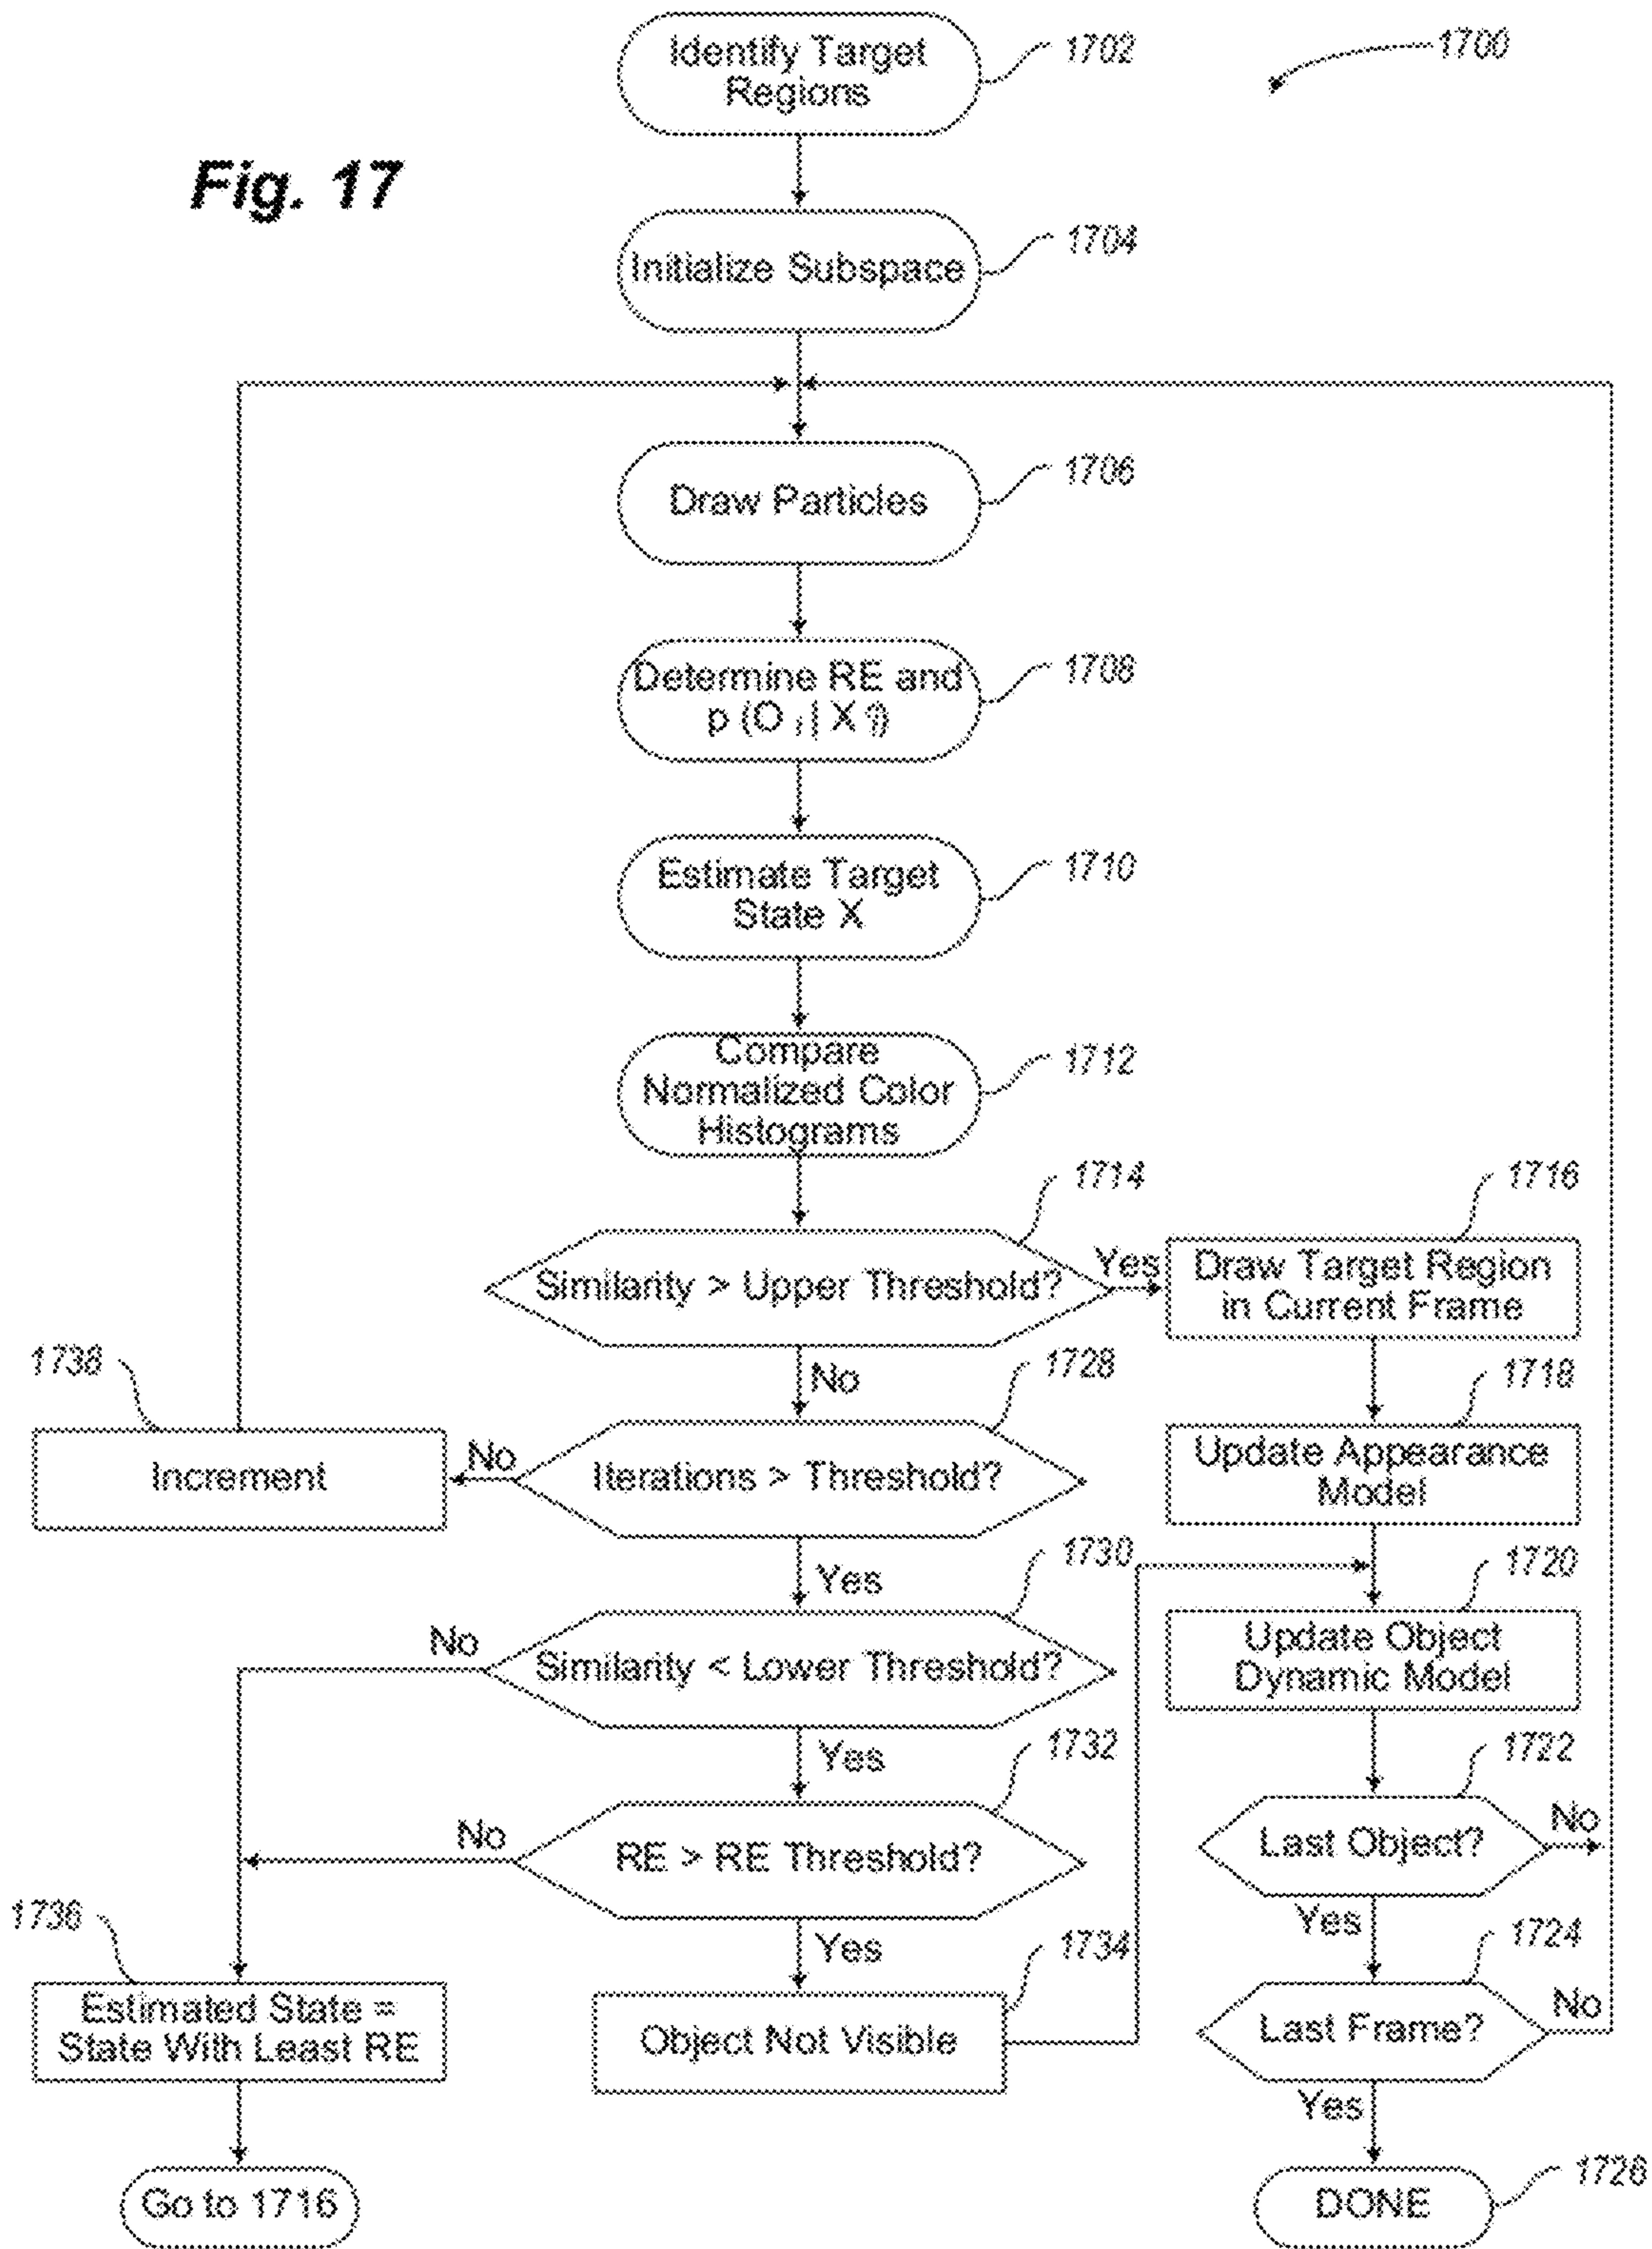 Identify Target
Regions
1702
1700
Fig. 17
Initialize Subspace
1704
Draw Particles
1706
Determine RE and
p (O
| X
1708
Estimate Target
State X
1710
Compare
Normalized Color
Histograms
1712
1714
Similarity > Upper Threshold?
Yes
1716
Draw Target Region
in Current Frame
No
1728
1718
Update Appearance
Model
1738
Increment
No
Iterations > Threshold?
Yes
1730
1720
Update Object
Dynamic Model
No
Similarity < Lower Threshold?
Yes
1732
1722
Last Object?
No
No
RE > RE Threshold?
Yes
Yes
1736
Estimated State =
State With Least RE
1734
Object Not Visible
1724
Last Frame?
No
Yes
Go to 1716
DONE
1726